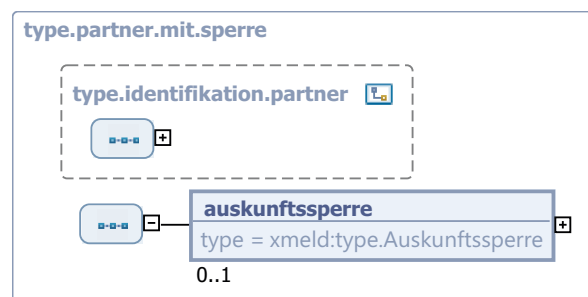 type.partner.mit.sperre
type.identifikation.partner
auskunftssperre
type = xmeld:type.Auskunftssperre
0..1